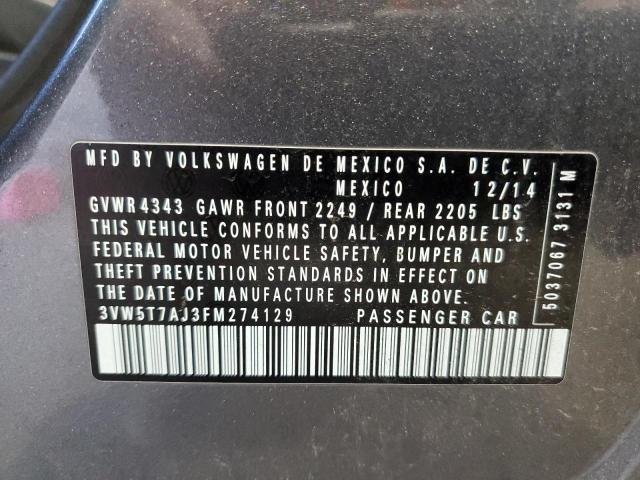 MFD BY VOLKSWAGEN DE MEXICO S.A. DE C.V.
MEXICO 12/14
GVWR 4343 GAWR FRONT 2249 / REAR 2205 LBS
THIS VEHICLE CONFORMS TO ALL APPLICABLE U.S.
FEDERAL MOTOR VEHICLE SAFETY, BUMPER AND
THEFT PREVENTION STANDARDS IN EFFECT ON
THE DATE OF MANUFACTURE SHOWN ABOVE.
3VW5T7AJ3FM274129 PASSENGER CAR
5037067 3131 M